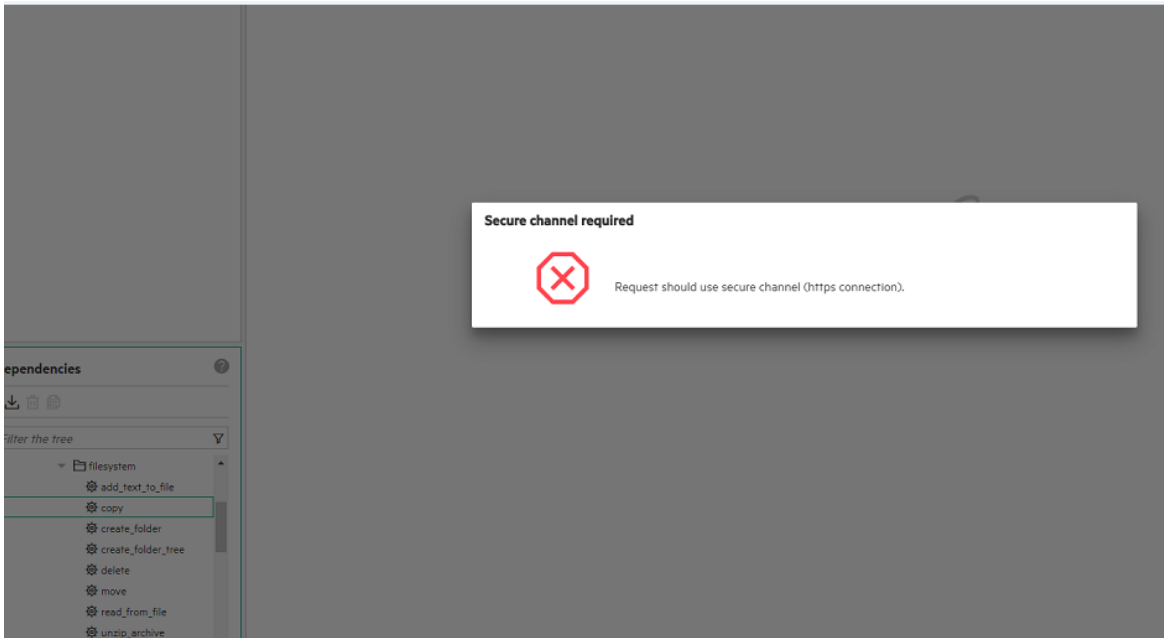 Secure channel required
Request should use secure channel (https connection).
ependencies
?
Filter the tree
filesystem
add_text_to_file
copy
create_folder
create_folder_tree
delete
move
read_from_file
unzip_archive